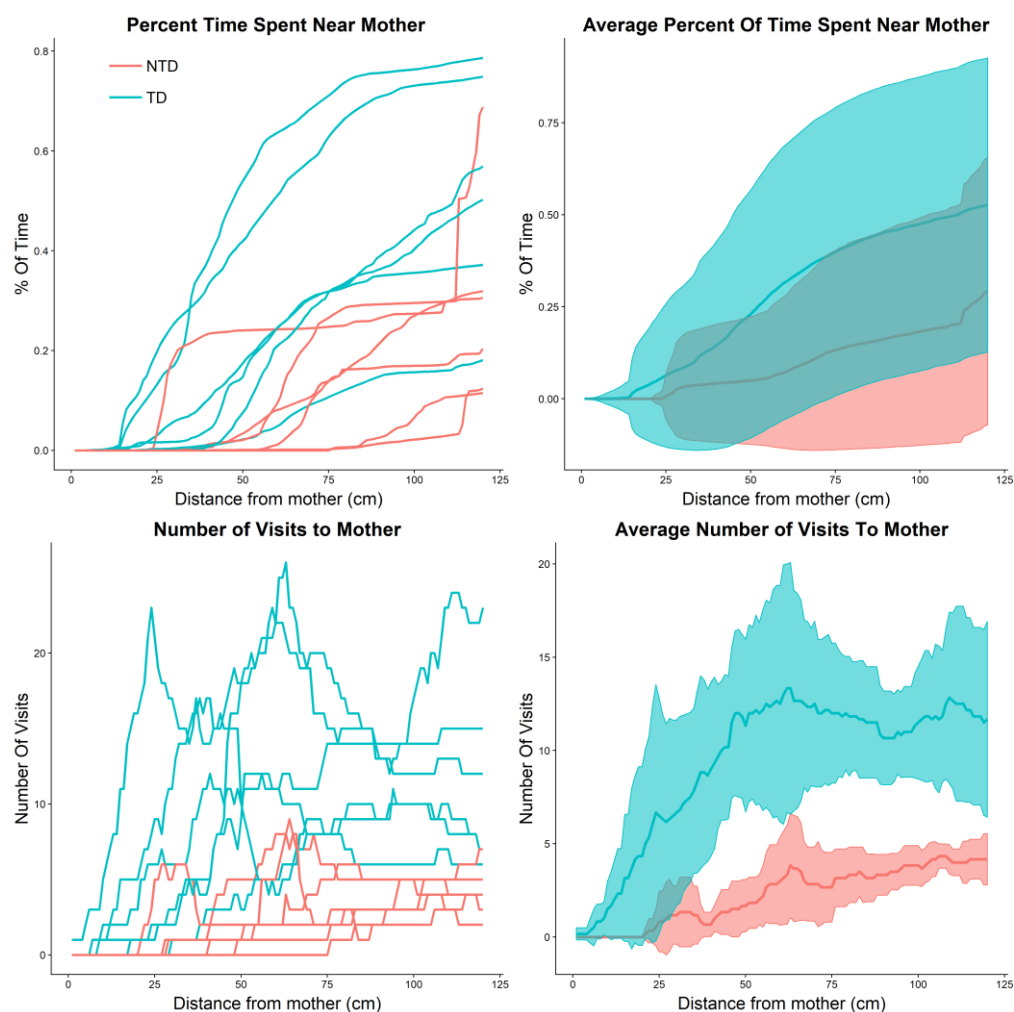 Percent Time Spent Near Mother
% Of Time
0.8
0.6
0.4
0.2
0.0
NTD
TD
0
25
50
75
100
125
Distance from mother (cm)
Average Percent Of Time Spent Near Mother
% Of Time
0.75
0.50
0.25
0.00
0
25
50
75
100
125
Distance from mother (cm)
Number of Visits to Mother
Number Of Visits
20
10
0
0
25
50
75
100
125
Distance from mother (cm)
Average Number of Visits To Mother
Number Of Visits
20
15
10
5
0
0
25
50
75
100
125
Distance from mother (cm)